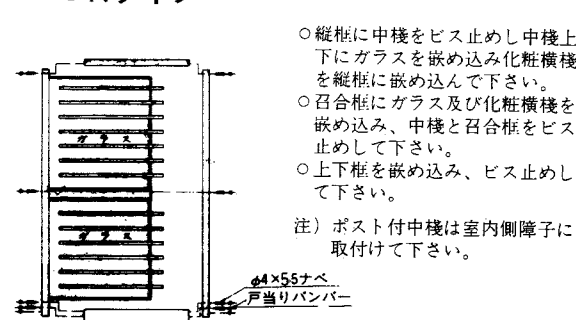 ○縦框に中棧をビス止めし中棧上
下にガラスを嵌め込み化粧横棧
を縦框に嵌め込んで下さい。
○召合框にガラス及び化粧横棧を
嵌め込み、中棧と召合框をビス
止めして下さい。
○上下框を嵌め込み、ビス止めし
て下さい。
注）ポスト付中棧は室内側障子に
取付けて下さい。
ガラス
ガラス
φ4×55ナベ
戸当りバンパー